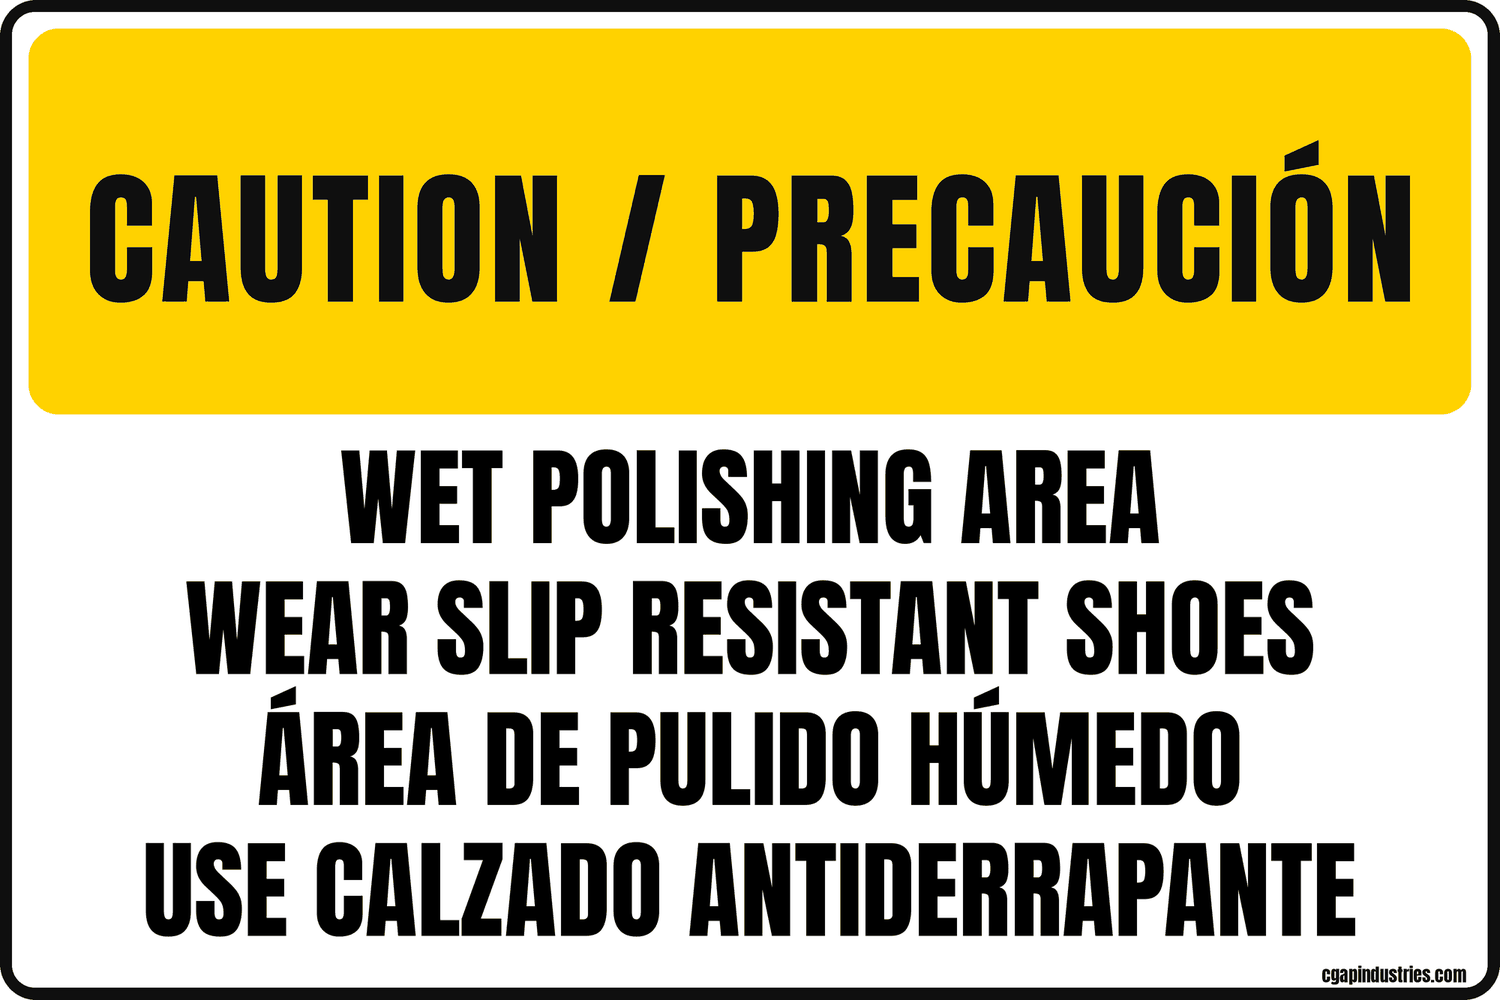 CAUTION / PRECAUCIÓN
WET POLISHING AREA
WEAR SLIP RESISTANT SHOES
ÁREA DE PULIDO HÚMEDO
USE CALZADO ANTIDERRAPANTE
cgapindustries.com